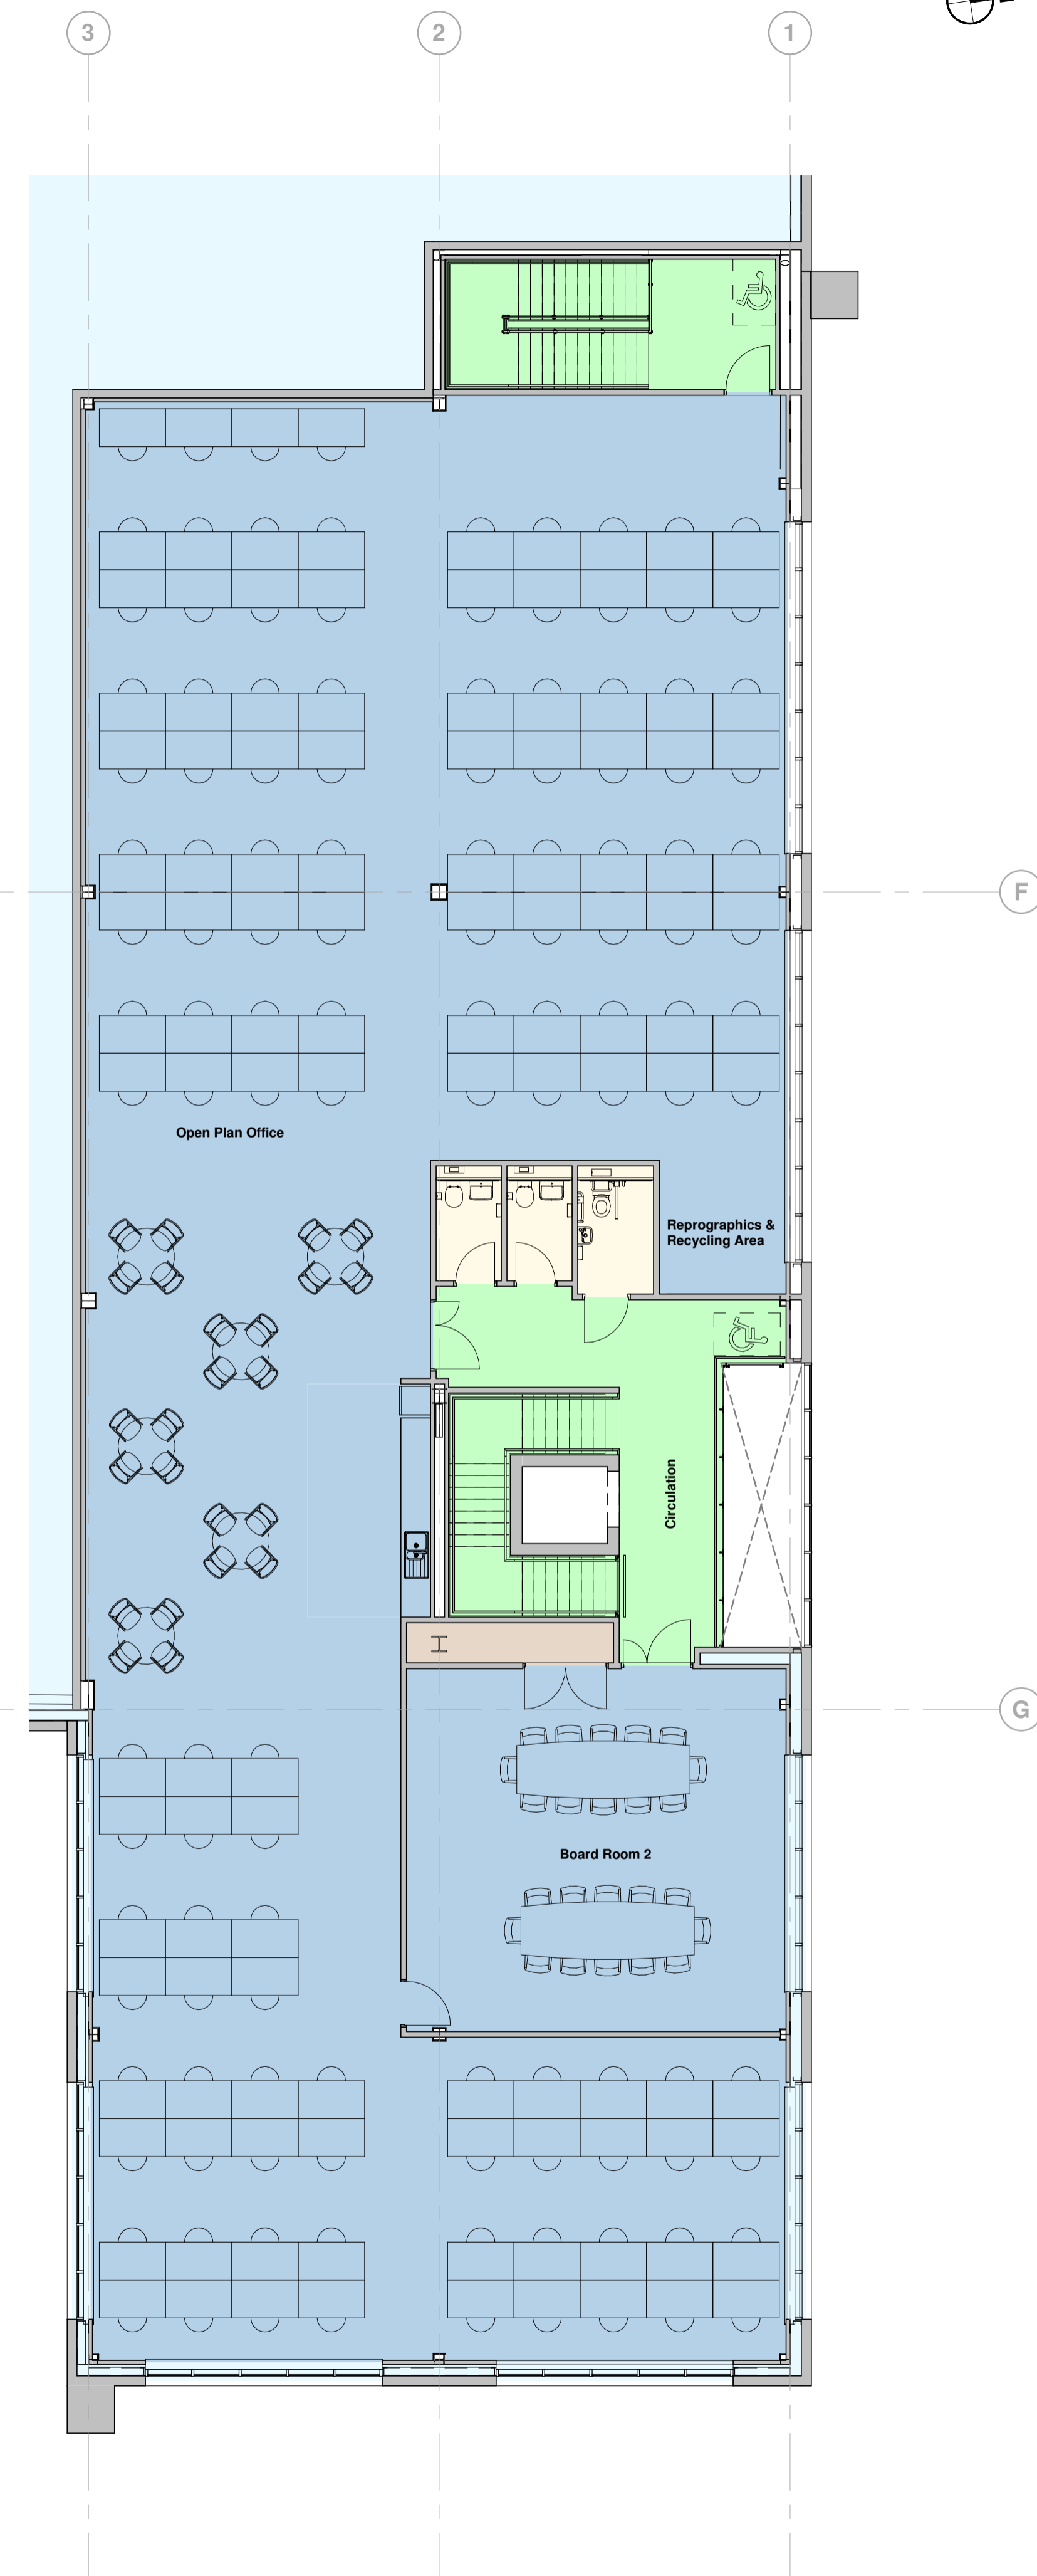 3
2
1
F
Open Plan Office
Reprographics &
Recycling Area
Circulation
G
Board Room 2